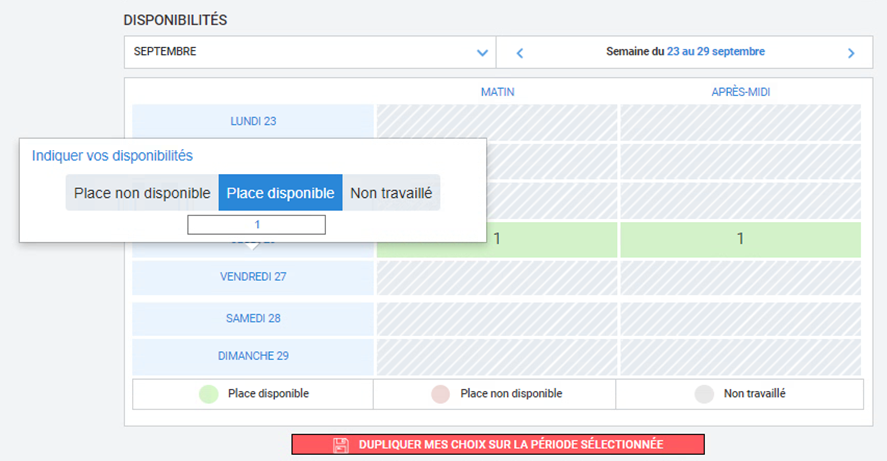 DISPONIBILITÉS
SEPTEMBRE
Semaine du 23 au 29 septembre
MATIN
APRÈS-MIDI
LUNDI 23
Indiquer vos disponibilités
Place non disponible Place disponible Non travaillé
1
1 1
VENDREDI 27
SAMEDI 28
DIMANCHE 29
Place disponible Place non disponible Non travaillé
DUPLIQUER MES CHOIX SUR LA PÉRIODE SÉLECTIONNÉE